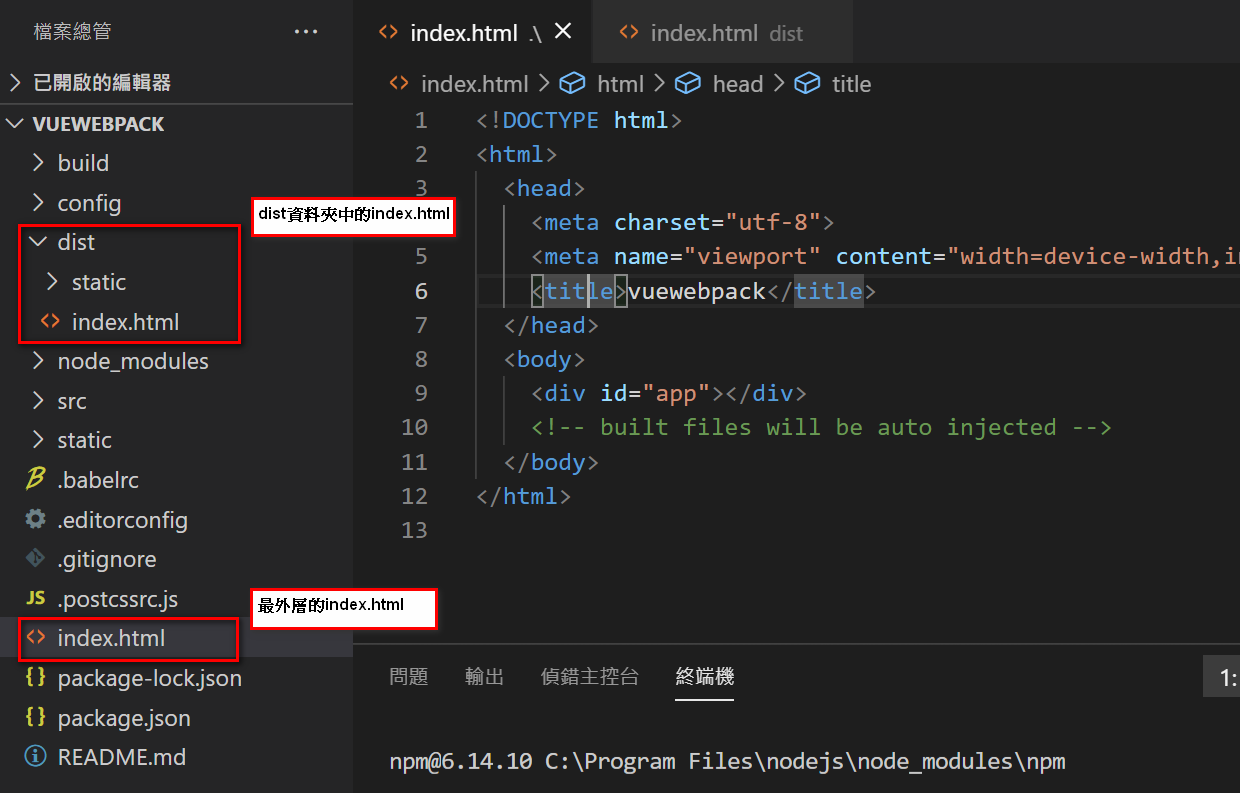 檔案總管 ···
已開啟的編輯器
VUEWEBPACK
build
config
dist資料夾中的index.html
dist
static
index.html
node_modules
src
static
.babelrc
.editorconfig
.gitignore
JS .postcssrc.js
最外層的index.html
index.html
{} package-lock.json
{} package.json
README.md
index.html .\
index.html dist
index.html > html > head > title
1 <!DOCTYPE html>
2 <html>
3 <head>
<meta charset="utf-8">
5 <meta name="viewport" content="width=device-width,in
6 <title>vuewebpack</title>
7 </head>
8 <body>
9 <div id="app"></div>
10 <!-- built files will be auto injected -->
11 </body>
12 </html>
13
問題 輸出 偵錯主控台 終端機 1:
npm@6.14.10 C:\Program Files\nodejs\node_modules\npm